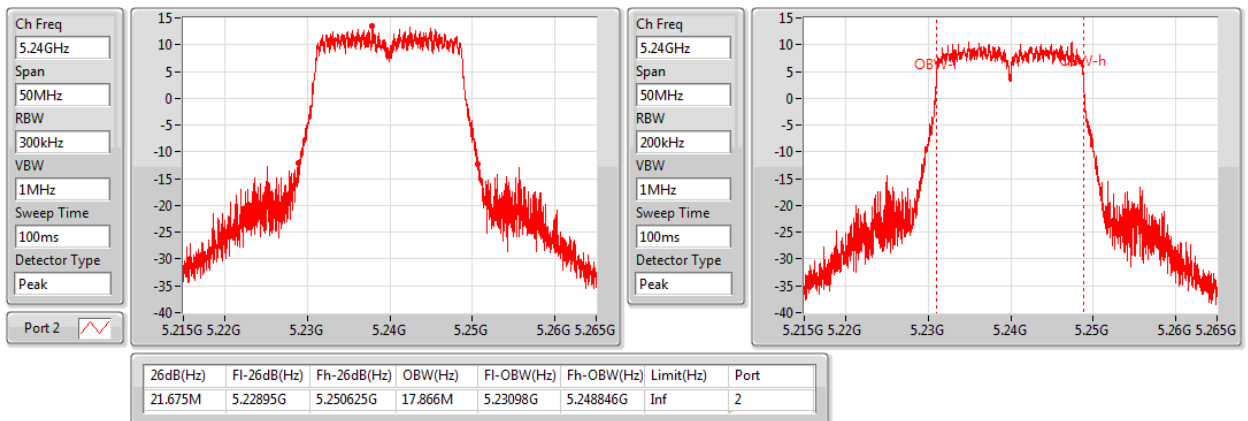 Ch Freq
5.24GHz
Span
50MHz
RBW
300kHz
VBW
1MHz
Sweep Time
100ms
Detector Type
Peak
Port 2
15
10
5
0
-5
-10
-15
-20
-25
-30
-35
-40
5.215G 5.22G 5.23G 5.24G 5.25G 5.26G 5.265G
Ch Freq
5.24GHz
Span
50MHz
RBW
200kHz
VBW
1MHz
Sweep Time
100ms
Detector Type
Peak
15
10
5
0
-5
-10
-15
-20
-25
-30
-35
-40
OBW-l OBW-h
5.215G 5.22G 5.23G 5.24G 5.25G 5.26G 5.265G
26dB(Hz) Fl-26dB(Hz) Fh-26dB(Hz) OBW(Hz) Fl-OBW(Hz) Fh-OBW(Hz) Limit(Hz) Port
21.675M 5.22895G 5.250625G 17.866M 5.23098G 5.248846G Inf 2